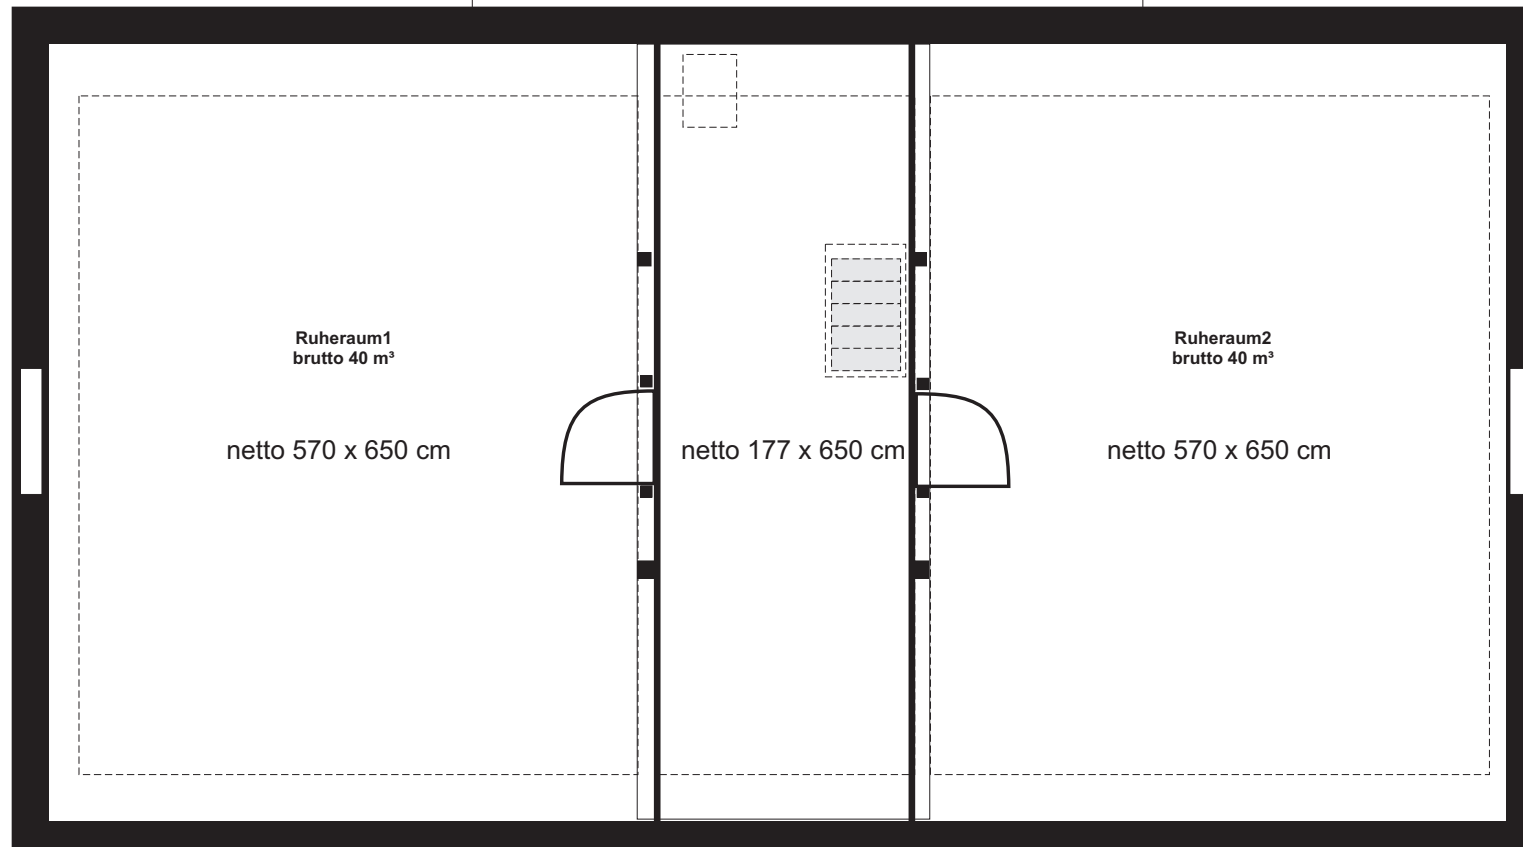 Ruheraum1
brutto 40 m³
netto 570 x 650 cm
netto 177 x 650 cm
Ruheraum2
brutto 40 m³
netto 570 x 650 cm